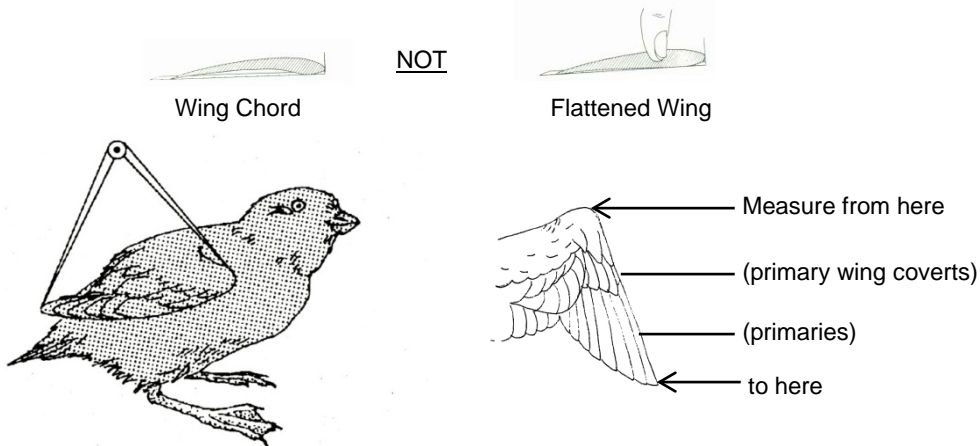 NOT
Wing Chord
Flattened Wing
Measure from here
(primary wing coverts)
(primaries)
to here